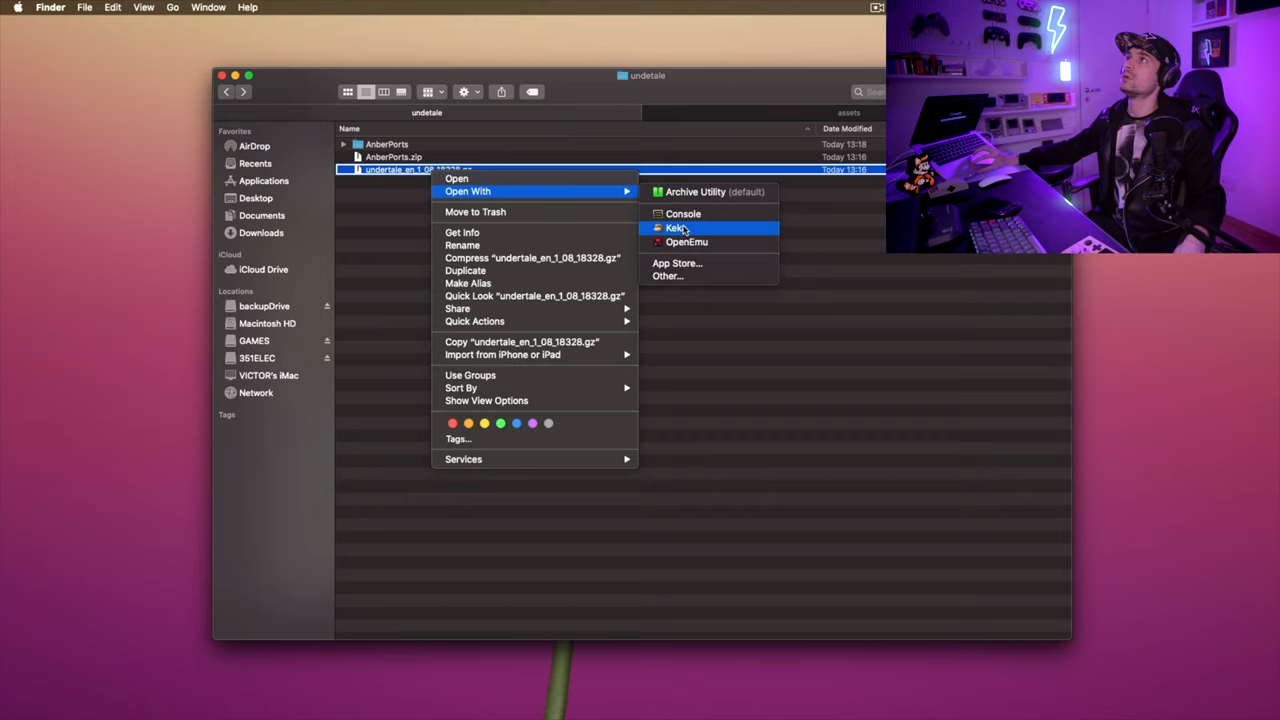 Finder File Edit View Go Window Help
undetale
undetale assets
Favorites
AirDrop
Recents
Applications
Desktop
Documents
Downloads
iCloud
iCloud Drive
Locations
backupDrive
Macintosh HD
GAMES
351ELEC
VICTOR's iMac
Network
Tags
Name Date Modified
AnberPorts Today 13:18
AnberPorts.zip Today 13:16
undertale_en_1_08_18328.gz Today 13:16
Open
Open With
Move to Trash
Get Info
Rename
Compress “undertale_en_1_08_18328.gz”
Duplicate
Make Alias
Quick Look “undertale_en_1_08_18328.gz”
Share
Quick Actions
Copy “undertale_en_1_08_18328.gz”
Import from iPhone or iPad
Use Groups
Sort By
Show View Options
Tags...
Services
Archive Utility (default)
Console
Keka
OpenEmu
App Store...
Other...